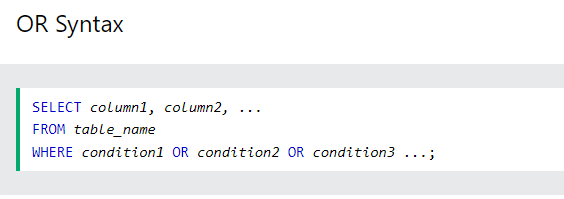 OR Syntax
SELECT column1, column2, ...
FROM table_name
WHERE condition1 OR condition2 OR condition3 ...;